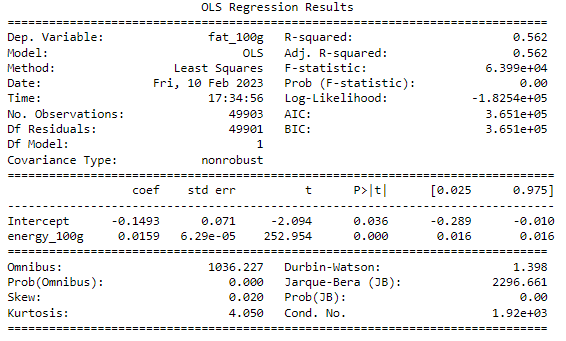 OLS Regression Results
==============================================================================
Dep. Variable: fat_100g R-squared: 0.562
Model: OLS Adj. R-squared: 0.562
Method: Least Squares F-statistic: 6.399e+04
Date: Fri, 10 Feb 2023 Prob (F-statistic): 0.00
Time: 17:34:56 Log-Likelihood: -1.8254e+05
No. Observations: 49903 AIC: 3.651e+05
Df Residuals: 49901 BIC: 3.651e+05
Df Model: 1
Covariance Type: nonrobust
===============================================================================
coef std err t P>|t| [0.025 0.975]
-------------------------------------------------------------------------------
Intercept -0.1493 0.071 -2.094 0.036 -0.289 -0.010
energy_100g 0.0159 6.29e-05 252.954 0.000 0.016 0.016
==============================================================================
Omnibus: 1036.227 Durbin-Watson: 1.398
Prob(Omnibus): 0.000 Jarque-Bera (JB): 2296.661
Skew: 0.020 Prob(JB): 0.00
Kurtosis: 4.050 Cond. No. 1.92e+03
==============================================================================